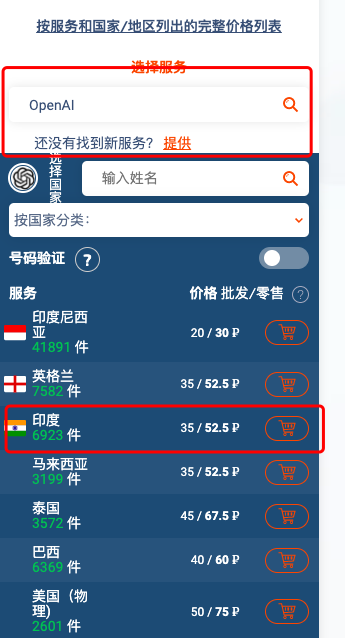 按服务和国家/地区列出的完整价格列表
选择服务
OpenAI
还没有找到新服务？ 提供
选择国家
输入姓名
按国家分类:
号码验证 ?
服务 价格 批发/零售 ?
印度尼西亚
41891 件
20 / 30 ₽
英格兰
7582 件
35 / 52.5 ₽
印度
6923 件
35 / 52.5 ₽
马来西亚
3199 件
35 / 52.5 ₽
泰国
3572 件
45 / 67.5 ₽
巴西
6369 件
40 / 60 ₽
美国（物理)
2601 件
50 / 75 ₽